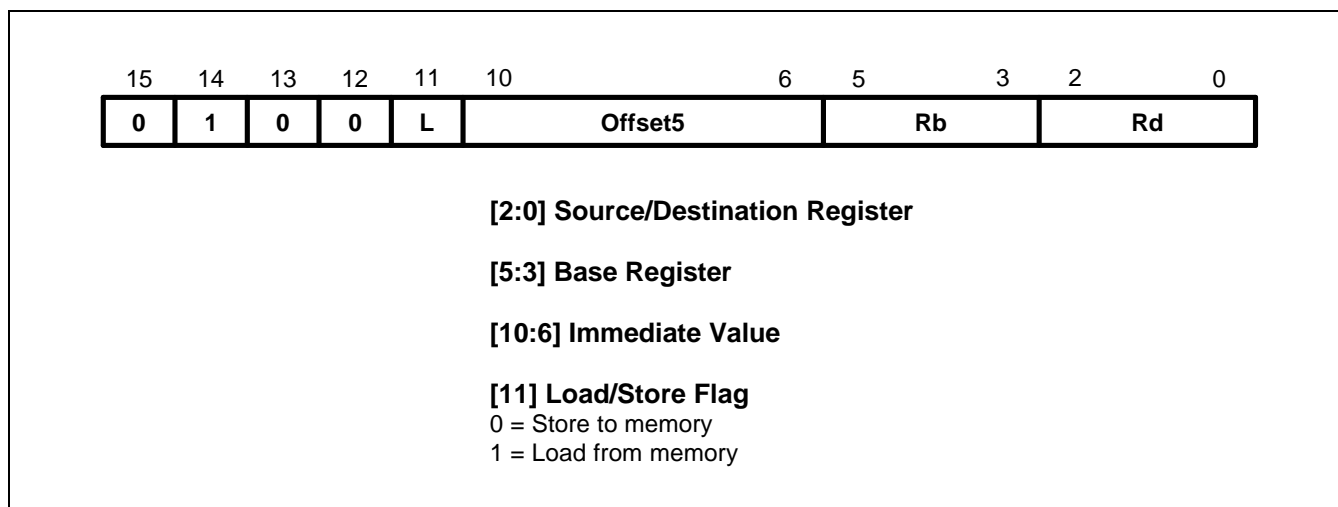 15 14 13 12 11 10 6 5 3 2 0
0 1 0 0 L Offset5 Rb Rd
[2:0] Source/Destination Register
[5:3] Base Register
[10:6] Immediate Value
[11] Load/Store Flag
0 = Store to memory
1 = Load from memory